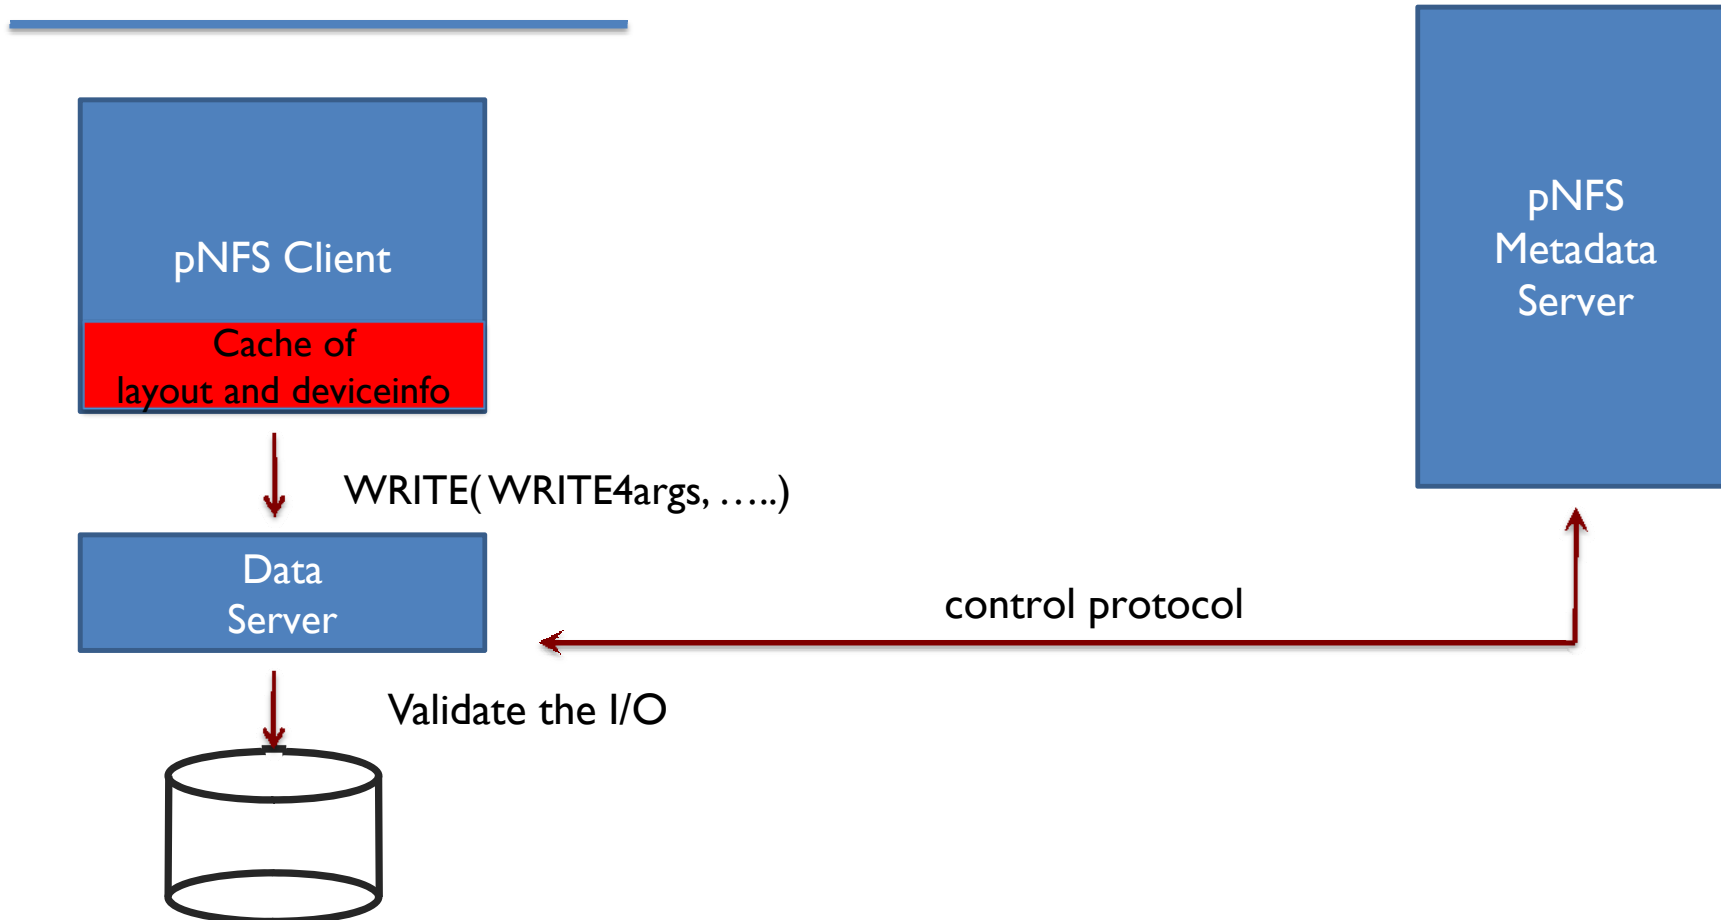 pNFS Client
Cache of
layout and deviceinfo
pNFS
Metadata
Server
WRITE( WRITE4args, …..)
Data
Server
control protocol
Validate the I/O